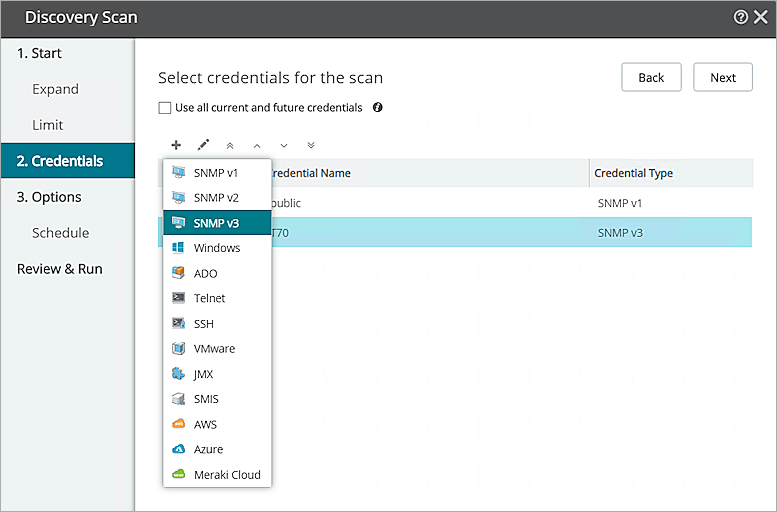 Discovery Scan
1. Start
Expand
Limit
2. Credentials
3. Options
Schedule
Review & Run
Select credentials for the scan
Back
Next
Use all current and future credentials
redential Name
Credential Type
public
SNMP v1
T70
SNMP v3
SNMP v1
SNMP v2
SNMP v3
Windows
ADO
Telnet
SSH
VMware
JMX
SMIS
AWS
Azure
Meraki Cloud